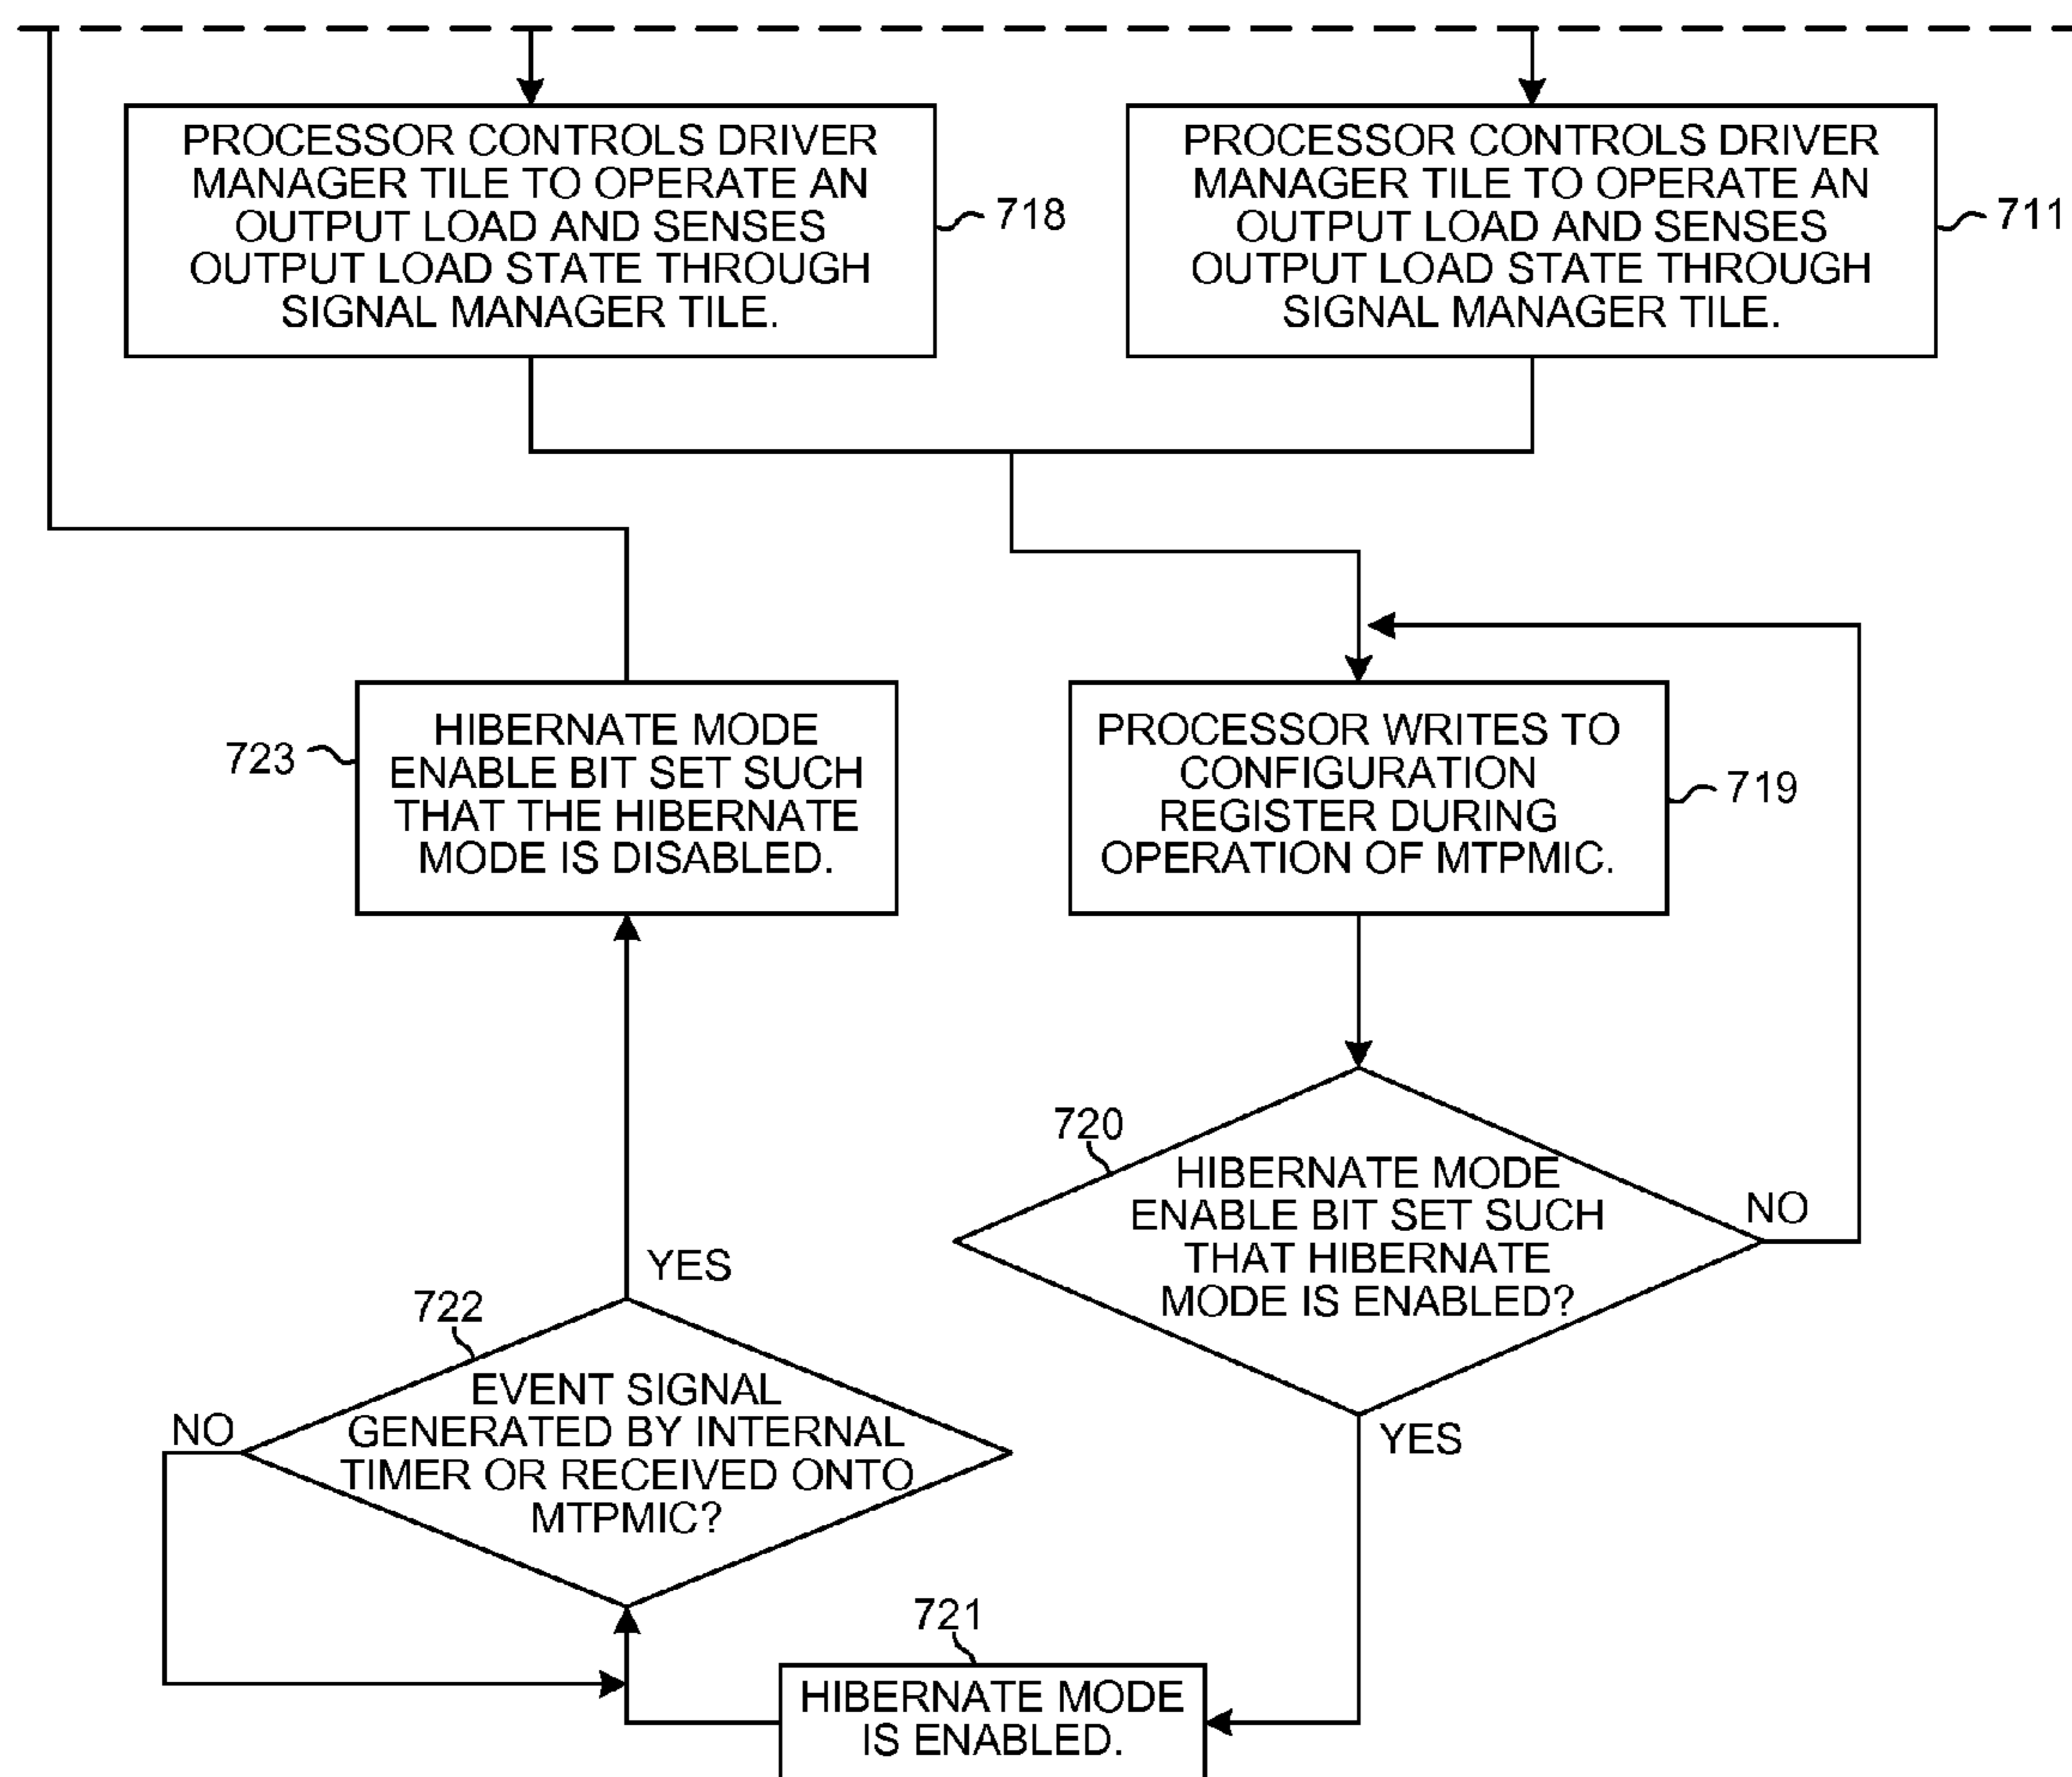 PROCESSOR CONTROLS DRIVER
MANAGER TILE TO OPERATE AN
OUTPUT LOAD AND SENSES
OUTPUT LOAD STATE THROUGH
SIGNAL MANAGER TILE.
718
PROCESSOR CONTROLS DRIVER
MANAGER TILE TO OPERATE AN
OUTPUT LOAD AND SENSES
OUTPUT LOAD STATE THROUGH
SIGNAL MANAGER TILE.
711
723
HIBERNATE MODE
ENABLE BIT SET SUCH
THAT THE HIBERNATE
MODE IS DISABLED.
PROCESSOR WRITES TO
CONFIGURATION
REGISTER DURING
OPERATION OF MTPMIC.
719
720
HIBERNATE MODE
ENABLE BIT SET SUCH
THAT HIBERNATE
MODE IS ENABLED?
NO
YES
YES
722
EVENT SIGNAL
GENERATED BY INTERNAL
TIMER OR RECEIVED ONTO
MTPMIC?
NO
721
HIBERNATE MODE
IS ENABLED.